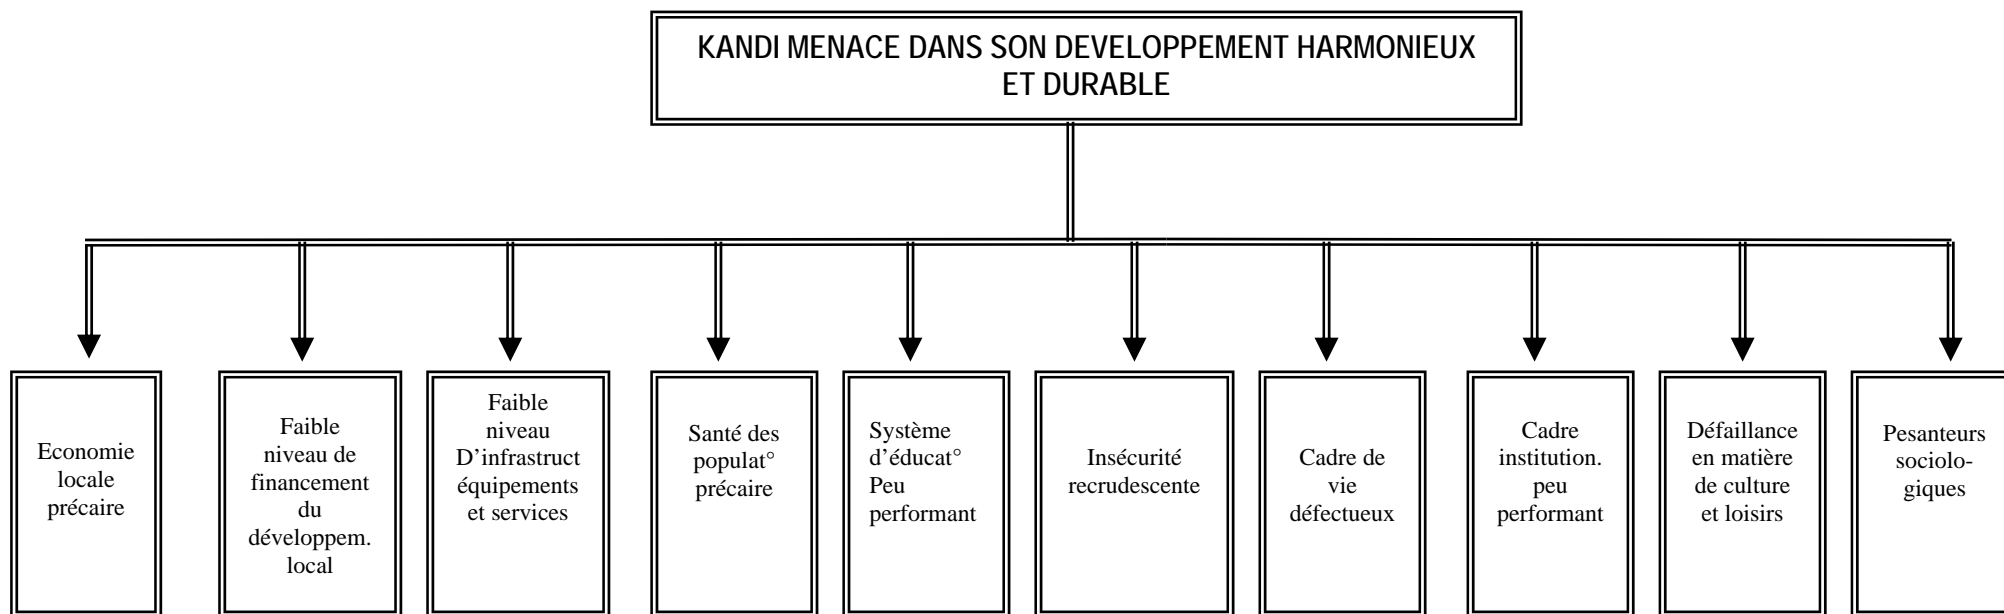 KANDI MENACE DANS SON DEVELOPPEMENT HARMONIEUX
ET DURABLE
Economie
locale
précaire
Faible
niveau de
financement
du
développem.
local
Faible
niveau
D’infrastruct
équipements
et services
Santé des
populat°
précaire
Système
d’éducat°
Peu
performant
Insécurité
recrudescente
Cadre de
vie
défectueux
Cadre
institution.
peu
performant
Défaillance
en matière
de culture
et loisirs
Pesanteurs
sociolo-
giques